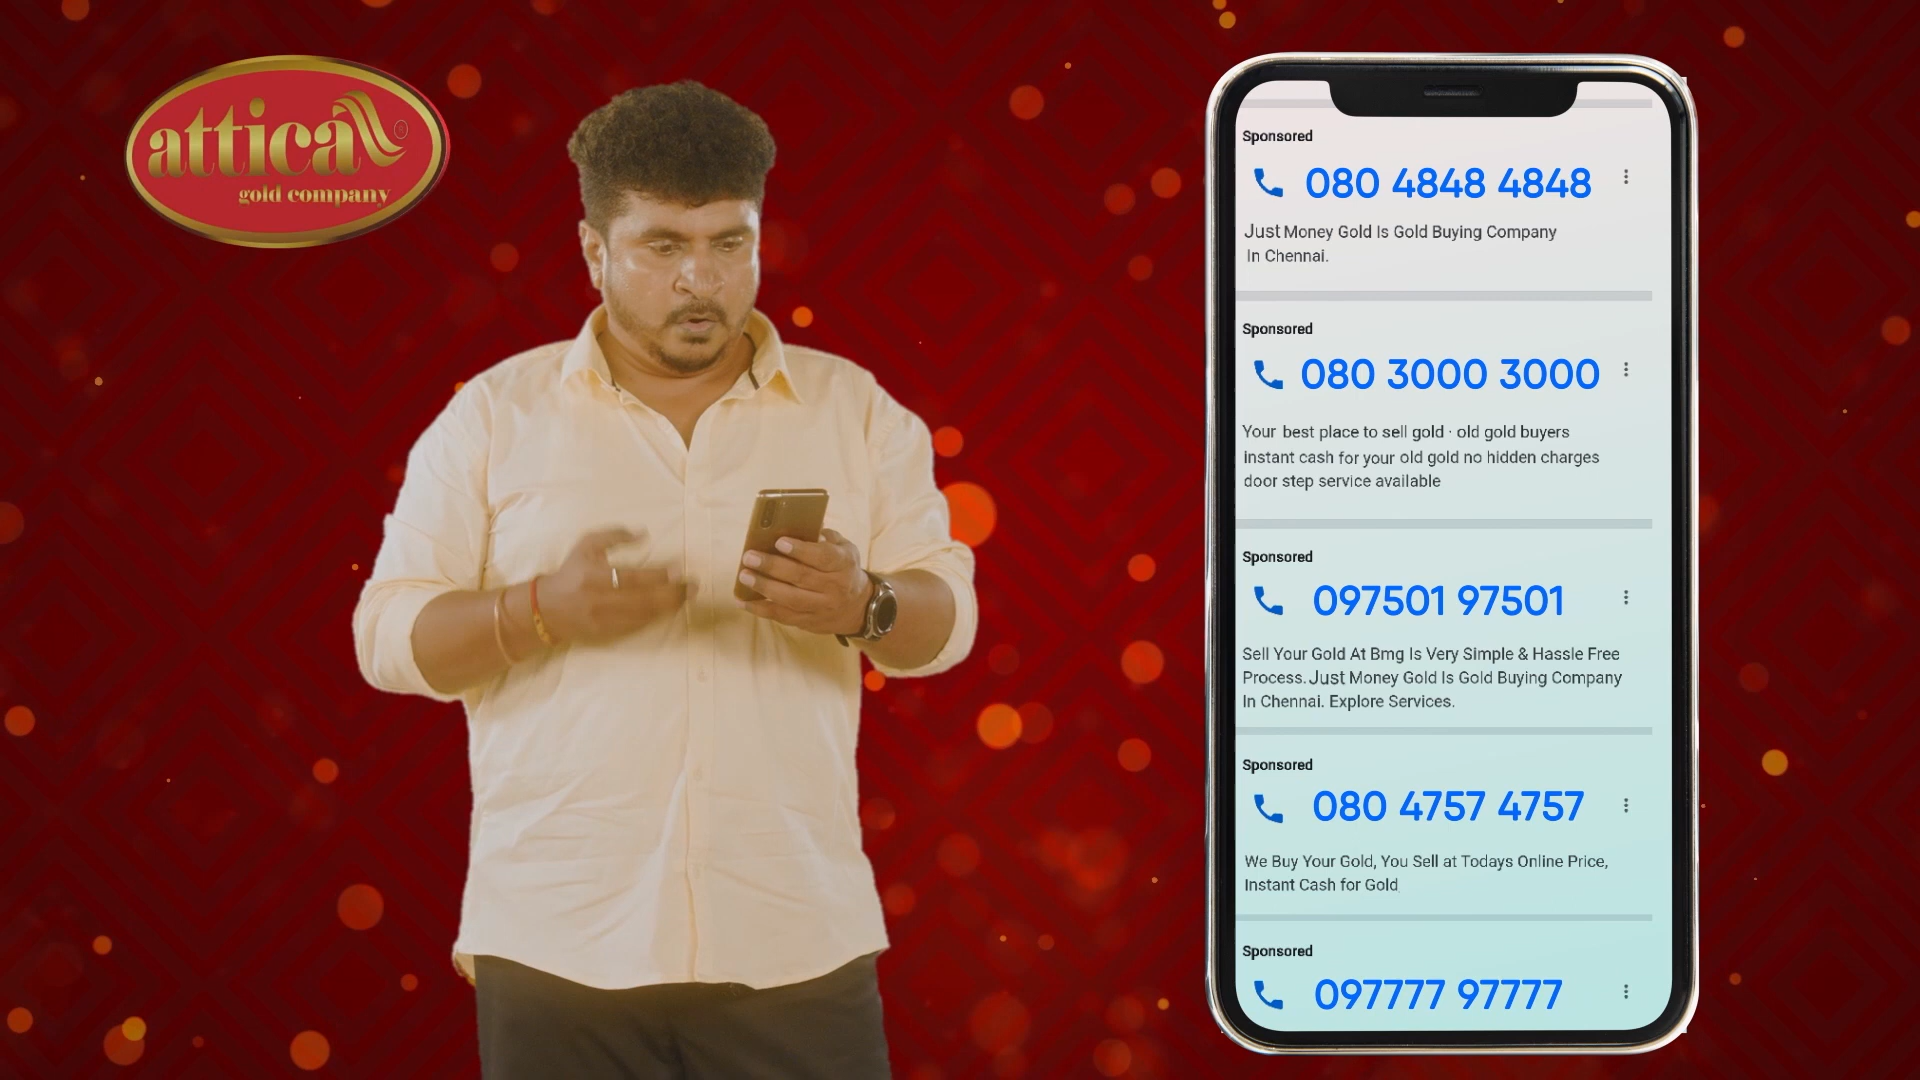 attica
gold company
Sponsored
080 4848 4848
Just Money Gold Is Gold Buying Company
In Chennai.
Sponsored
080 3000 3000
Your best place to sell gold · old gold buyers
instant cash for your old gold no hidden charges
door step service available
Sponsored
097501 97501
Sell Your Gold At Bmg Is Very Simple & Hassle Free
Process. Just Money Gold Is Gold Buying Company
In Chennai. Explore Services.
Sponsored
080 4757 4757
We Buy Your Gold, You Sell at Todays Online Price,
Instant Cash for Gold
Sponsored
097777 97777